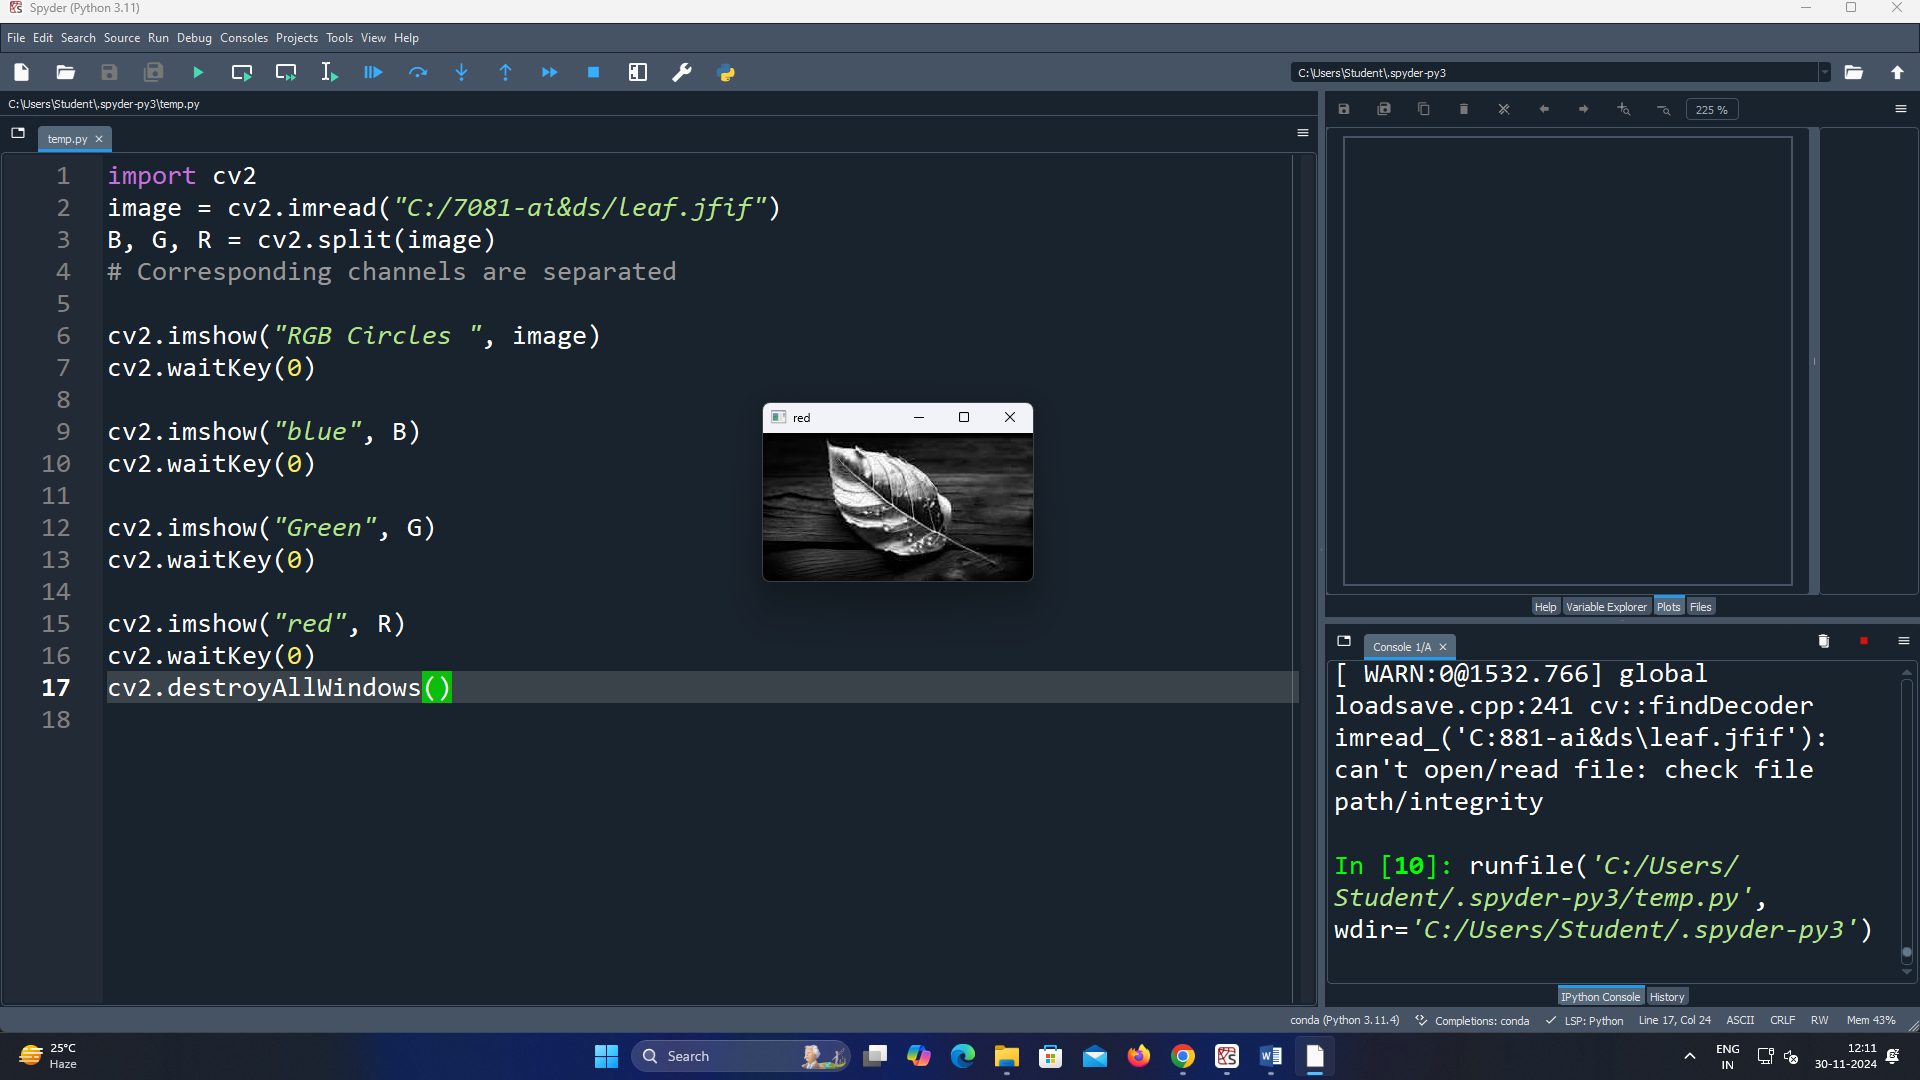 Spyder (Python 3.11)
File Edit Search Source Run Debug Consoles Projects Tools View Help
C:\Users\Student\.spyder-py3
C:\Users\Student\.spyder-py3\temp.py
225 %
temp.py
1 import cv2
2 image = cv2.imread("C:/7081-ai&ds/leaf.jfif")
3 B, G, R = cv2.split(image)
4 # Corresponding channels are separated
5
6 cv2.imshow("RGB Circles ", image)
7 cv2.waitKey(0)
8
9 cv2.imshow("blue", B)
10 cv2.waitKey(0)
11
12 cv2.imshow("Green", G)
13 cv2.waitKey(0)
14
15 cv2.imshow("red", R)
16 cv2.waitKey(0)
17 cv2.destroyAllWindows()
18
red
Help Variable Explorer Plots Files
Console 1/A
[ WARN:0@1532.766] global
loadsave.cpp:241 cv::findDecoder
imread_('C:881-ai&ds\leaf.jfif'):
can't open/read file: check file
path/integrity
In [10]: runfile('C:/Users/
Student/.spyder-py3/temp.py',
wdir='C:/Users/Student/.spyder-py3')
IPython Console History
conda (Python 3.11.4) Completions: conda LSP: Python Line 17, Col 24 ASCII CRLF RW Mem 43%
25°C
Haze
Search
ENG
IN
12:11
30-11-2024